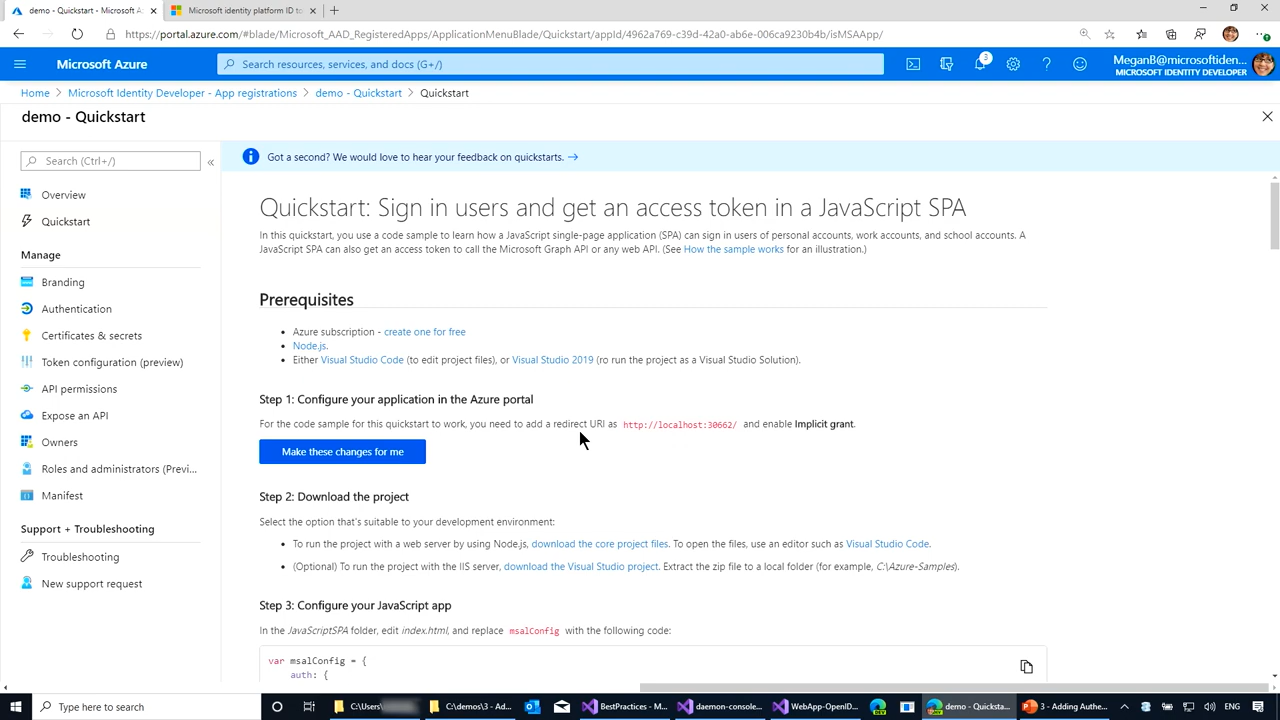 demo - Quickstart - Microsoft A
Microsoft identity platform ID to
https://portal.azure.com/#blade/Microsoft_AAD_RegisteredApps/ApplicationMenuBlade/Quickstart/appId/4962a769-c39d-42a0-ab6e-006ca9230b4b/isMSAApp/
Microsoft Azure
Search resources, services, and docs (G+/)
3
MeganB@microsoftiden...
MICROSOFT IDENTITY DEVELOPER
Home > Microsoft Identity Developer - App registrations > demo - Quickstart > Quickstart
demo - Quickstart
Search (Ctrl+/)
«
Overview
Quickstart
Manage
Branding
Authentication
Certificates & secrets
Token configuration (preview)
API permissions
Expose an API
Owners
Roles and administrators (Previ...
Manifest
Support + Troubleshooting
Troubleshooting
New support request
Got a second? We would love to hear your feedback on quickstarts. →
Quickstart: Sign in users and get an access token in a JavaScript SPA
In this quickstart, you use a code sample to learn how a JavaScript single-page application (SPA) can sign in users of personal accounts, work accounts, and school accounts. A
JavaScript SPA can also get an access token to call the Microsoft Graph API or any web API. (See How the sample works for an illustration.)
Prerequisites
• Azure subscription - create one for free
• Node.js.
• Either Visual Studio Code (to edit project files), or Visual Studio 2019 (ro run the project as a Visual Studio Solution).
Step 1: Configure your application in the Azure portal
For the code sample for this quickstart to work, you need to add a redirect URI as http://localhost:30662/ and enable Implicit grant.
Make these changes for me
Step 2: Download the project
Select the option that's suitable to your development environment:
• To run the project with a web server by using Node.js, download the core project files. To open the files, use an editor such as Visual Studio Code.
• (Optional) To run the project with the IIS server, download the Visual Studio project. Extract the zip file to a local folder (for example, C:\Azure-Samples).
Step 3: Configure your JavaScript app
In the JavaScriptSPA folder, edit index.html, and replace msalConfig with the following code:
var msalConfig = {
auth: {
Type here to search
C:\Users\
C:\demos\3 - Ad...
BestPractices - M...
daemon-console...
WebApp-OpenID...
demo - Quicksta...
3 - Adding Authe...
ENG